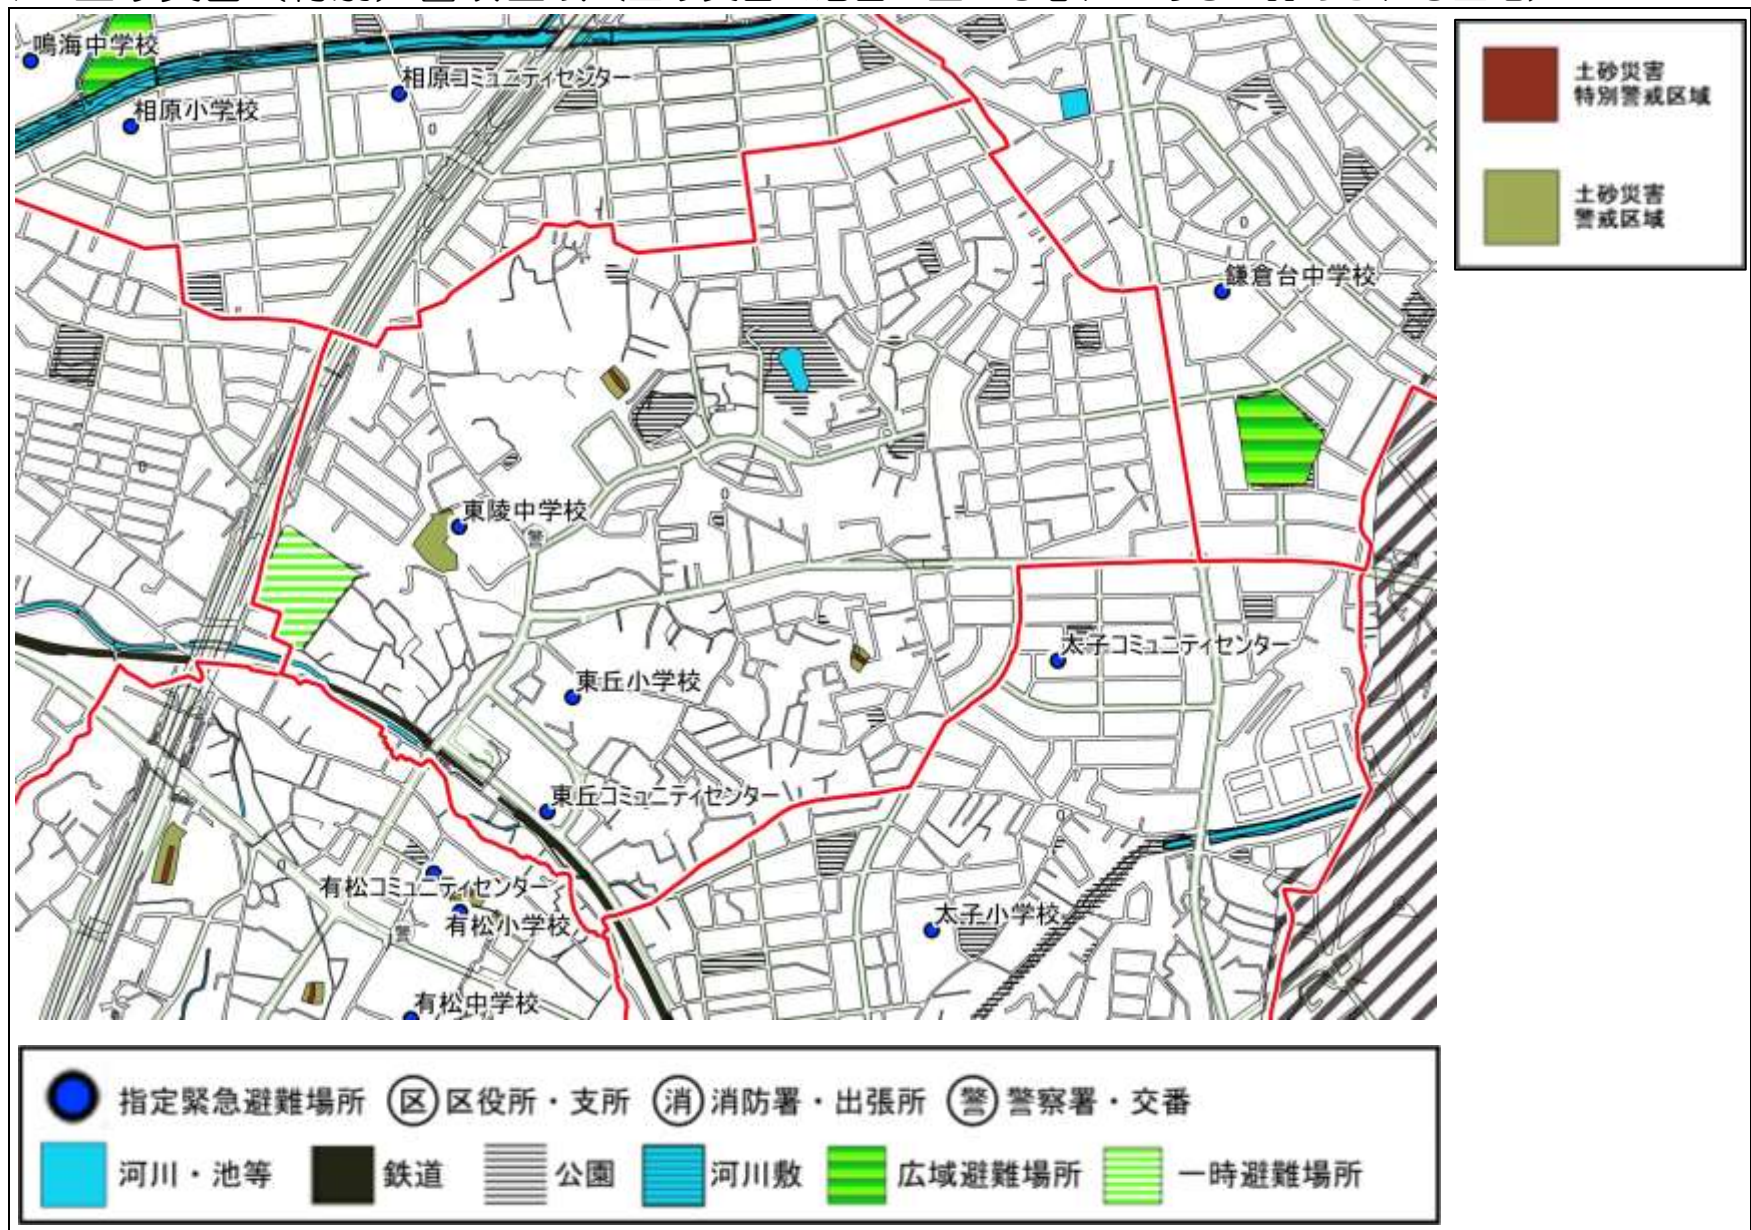 鳴海中学校
相原コミュニティセンター
相原小学校
鎌倉台中学校
東陵中学校
警
太子コミュニティセンター
東丘小学校
東丘コミュニティセンター
有松コミュニティセンター
有松小学校
警
太子小学校
有松中学校
土砂災害
特別警戒区域
土砂災害
警戒区域
指定緊急避難場所 区 区役所・支所 消 消防署・出張所 警 警察署・交番
河川・池等 鉄道 公園 河川敷 広域避難場所 一時避難場所